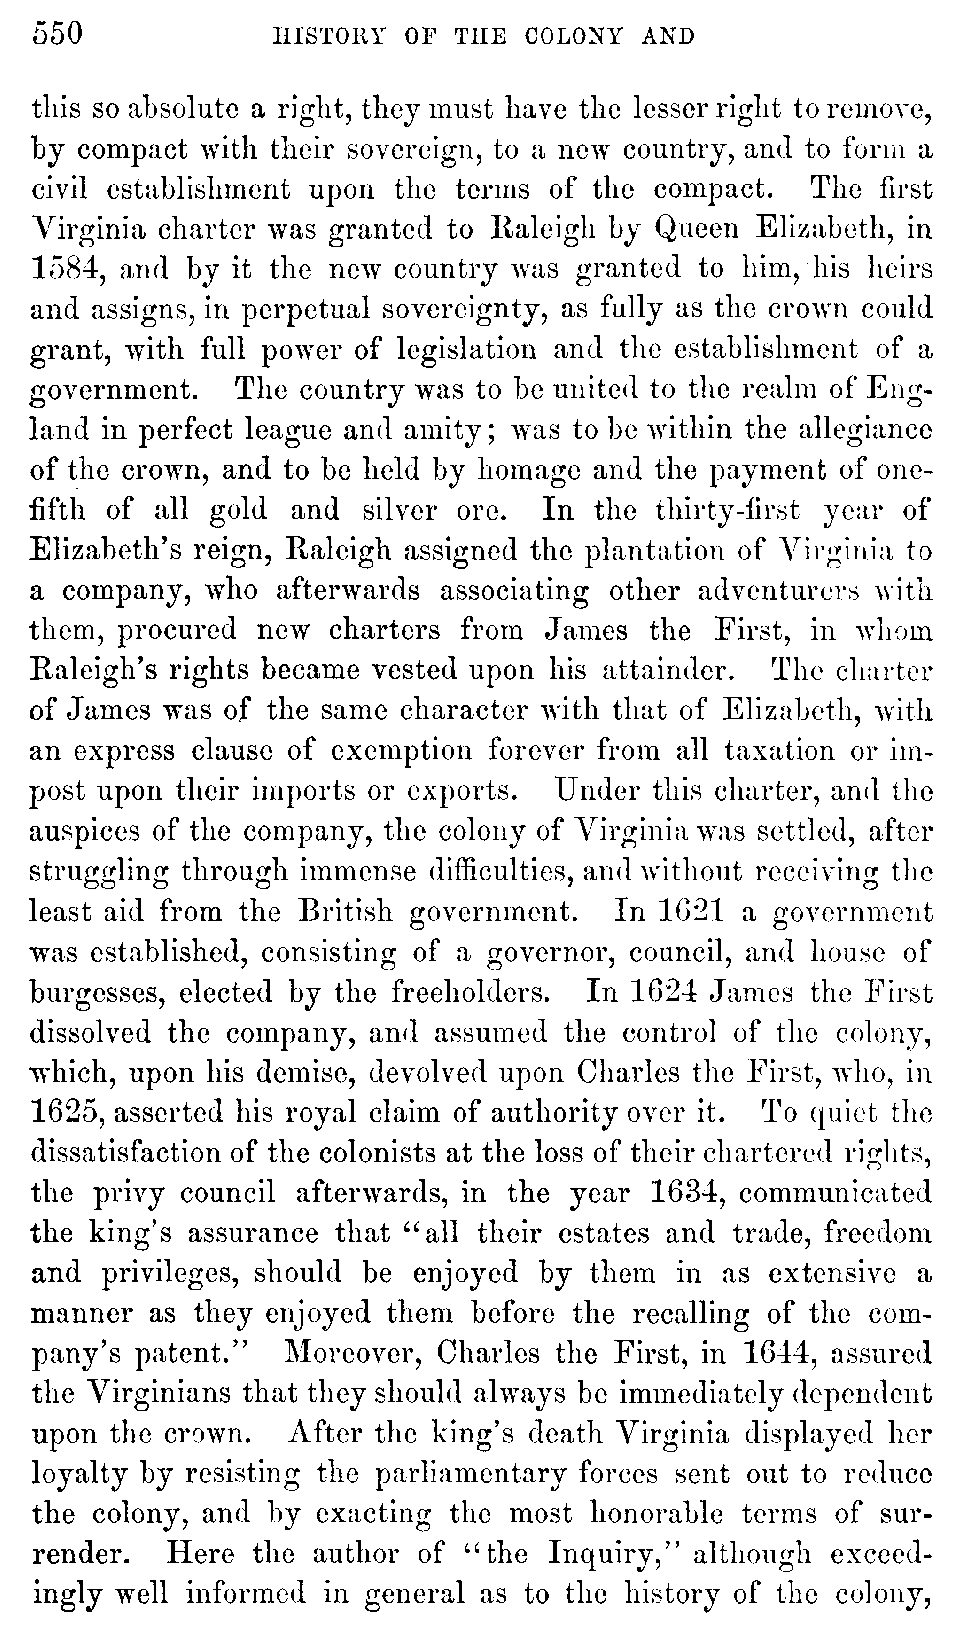 550 HISTORY OF THE COLONY AND
this so absolute a right, they must have the lesser right to remove,
by compact with their sovereign, to a new country, and to form a
civil establishment upon the terms of the compact. The first
Virginia charter was granted to Raleigh by Queen Elizabeth, in
1584, and by it the new country was granted to him, his heirs
and assigns, in perpetual sovereignty, as fully as the crown could
grant, with full power of legislation and the establishment of a
government. The country was to be united to the realm of Eng-
land in perfect league and amity; was to be within the allegiance
of the crown, and to be held by homage and the payment of one-
fifth of all gold and silver ore. In the thirty-first year of
Elizabeth's reign, Raleigh assigned the plantation of Virginia to
a company, who afterwards associating other adventurers with
them, procured new charters from James the First, in whom
Raleigh's rights became vested upon his attainder. The charter
of James was of the same character with that of Elizabeth, with
an express clause of exemption forever from all taxation or im-
post upon their imports or exports. Under this charter, and the
auspices of the company, the colony of Virginia was settled, after
struggling through immense difficulties, and without receiving the
least aid from the British government. In 1621 a government
was established, consisting of a governor, council, and house of
burgesses, elected by the freeholders. In 1624 James the First
dissolved the company, and assumed the control of the colony,
which, upon his demise, devolved upon Charles the First, who, in
1625, asserted his royal claim of authority over it. To quiet the
dissatisfaction of the colonists at the loss of their chartered rights,
the privy council afterwards, in the year 1634, communicated
the king's assurance that "all their estates and trade, freedom
and privileges, should be enjoyed by them in as extensive a
manner as they enjoyed them before the recalling of the com-
pany's patent." Moreover, Charles the First, in 1644, assured
the Virginians that they should always be immediately dependent
upon the crown. After the king's death Virginia displayed her
loyalty by resisting the parliamentary forces sent out to reduce
the colony, and by exacting the most honorable terms of sur-
render. Here the author of "the Inquiry," although exceed-
ingly well informed in general as to the history of the colony,